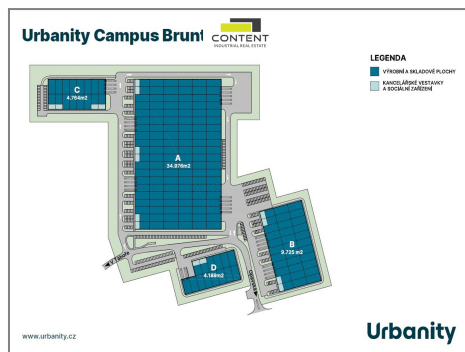 Urbanity Campus Brunt
CONTENT
INDUSTRIAL REAL ESTATE
LEGENDA
VÝROBNÍ A SKLADOVÉ PLOCHY
KANCELÁŘSKÉ VESTAVKY
A SOCIÁLNÍ ZAŘÍZENÍ
C
4.764m2
A
34.976m2
B
9.725 m2
D
4.189m2
www.urbanity.cz
Urbanity